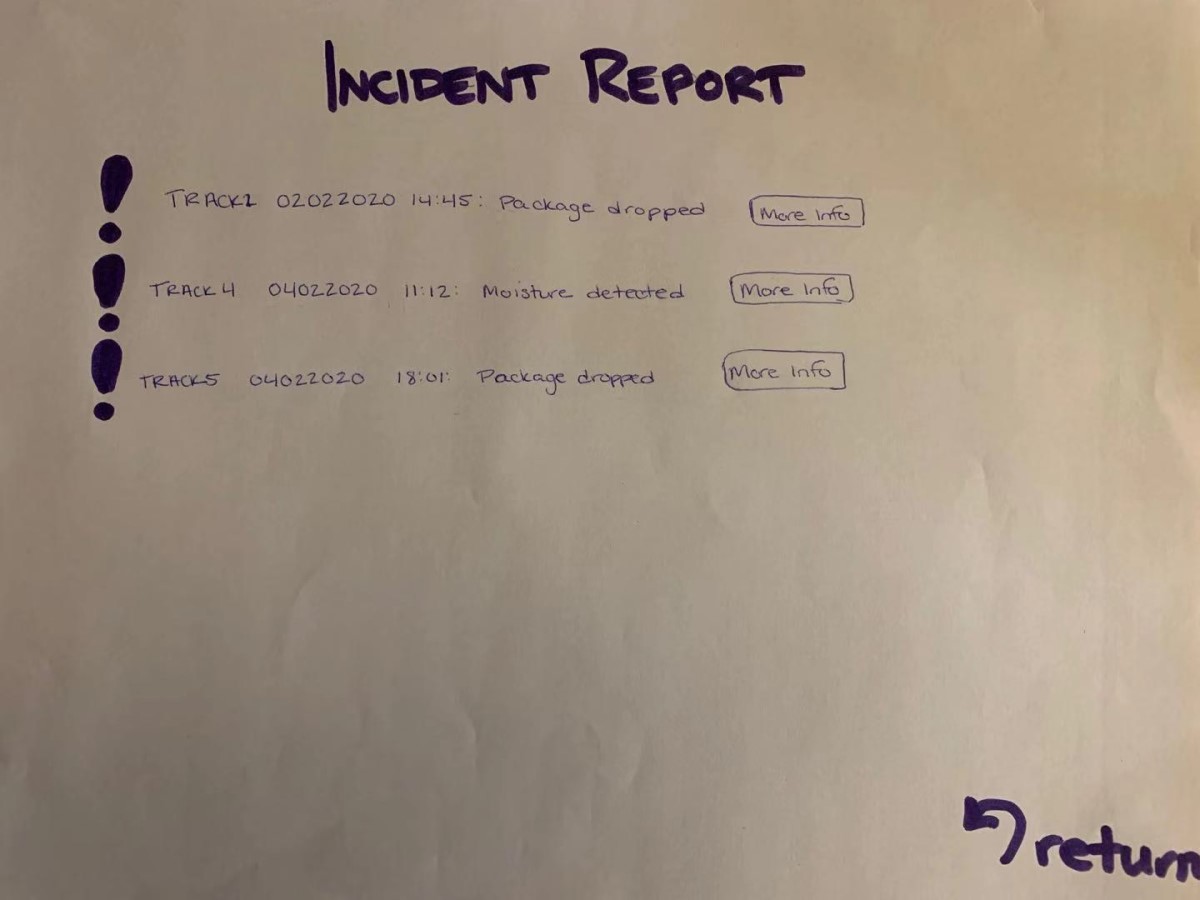 INCIDENT REPORT
TRACK2 02022020 14:45: Package dropped More Info
TRACK4 04022020 11:12: Moisture detected More Info
TRACK5 04022020 18:01: Package dropped More Info
return